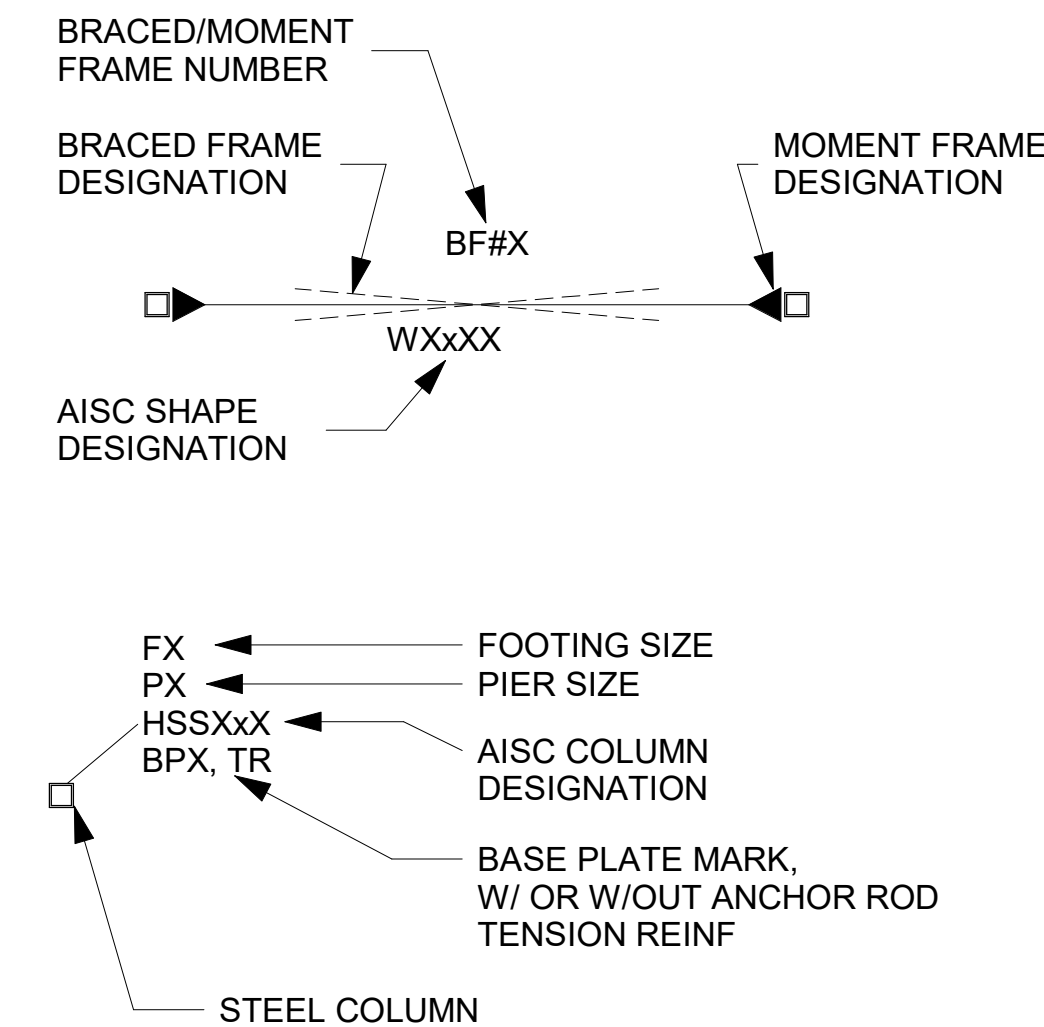 BRACED/MOMENT
FRAME NUMBER
BRACED FRAME
DESIGNATION
MOMENT FRAME
DESIGNATION
BF#X
WXxXX
AISC SHAPE
DESIGNATION
FX
FOOTING SIZE
PX
PIER SIZE
HSSXxX
BPX, TR
AISC COLUMN
DESIGNATION
BASE PLATE MARK,
W/ OR W/OUT ANCHOR ROD
TENSION REINF
STEEL COLUMN